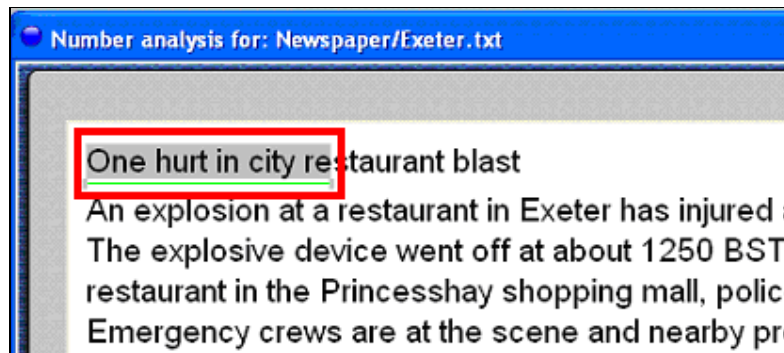 Number analysis for: Newspaper/Exeter.txt
One hurt in city restaurant blast
An explosion at a restaurant in Exeter has injured
The explosive device went off at about 1250 BST
restaurant in the Princesshay shopping mall, polic
Emergency crews are at the scene and nearby pr